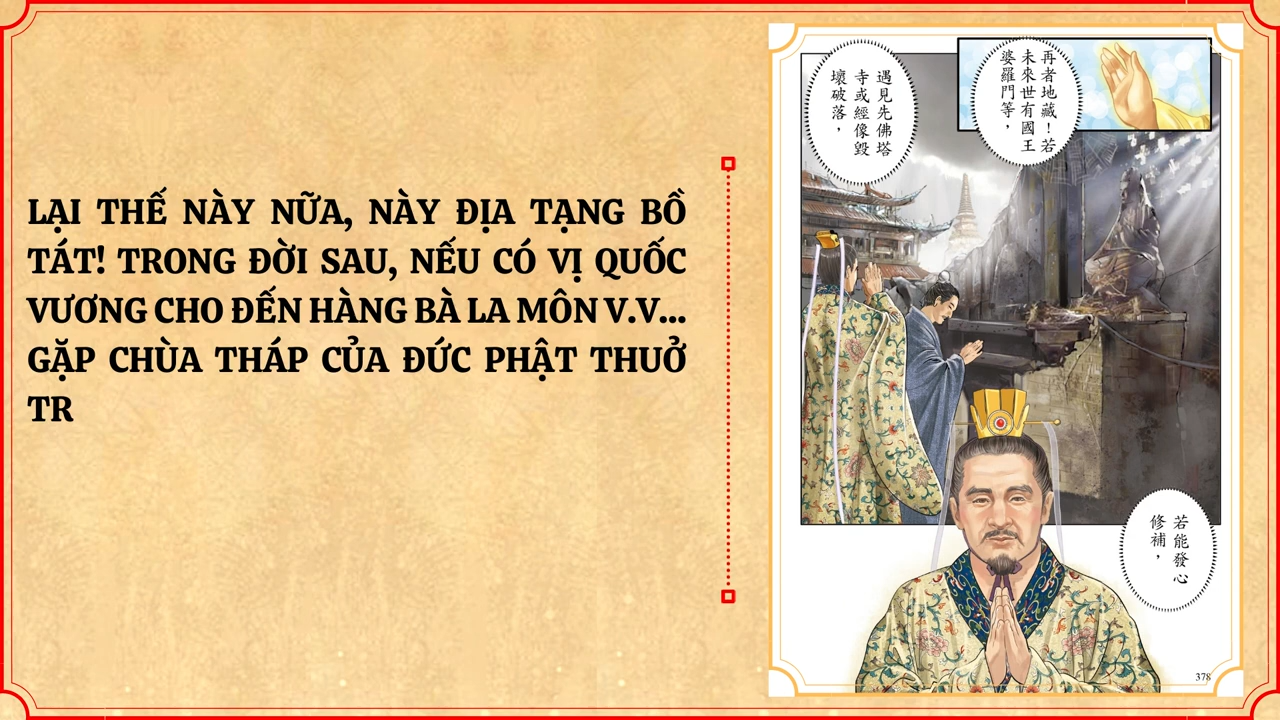 LẠI THẾ NÀY NỮA, NÀY ĐỊA TẠNG BỒ
TÁT! TRONG ĐỜI SAU, NẾU CÓ VỊ QUỐC
VƯƠNG CHO ĐẾN HÀNG BÀ LA MÔN V.V...
GẶP CHÙA THÁP CỦA ĐỨC PHẬT THUỞ
TR
再者地藏！若
未來世有國王
婆羅門等，
遇見先佛塔
寺或經像毀
壞破落，
若能發心
修補，
378